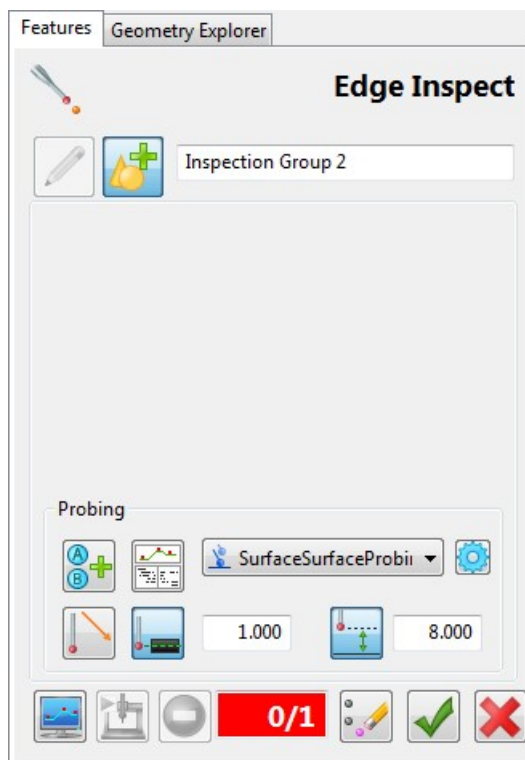 Features Geometry Explorer
Edge Inspect
Inspection Group 2
Probing
A
B
SurfaceSurfaceProbi
1.000 8.000
0/1